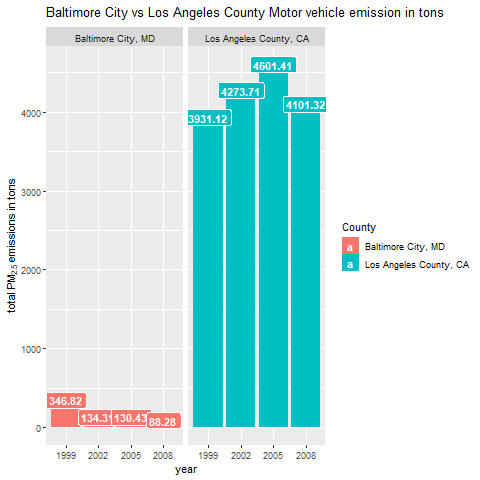 Baltimore City vs Los Angeles County Motor vehicle emission in tons
Baltimore City, MD
Los Angeles County, CA
total PM2.5 emissions in tons
4000
3000
2000
1000
0
346.82
134.31
130.43
88.28
3931.12
4273.71
4601.41
4101.32
1999 2002 2005 2008
1999 2002 2005 2008
year
County
a Baltimore City, MD
a Los Angeles County, CA